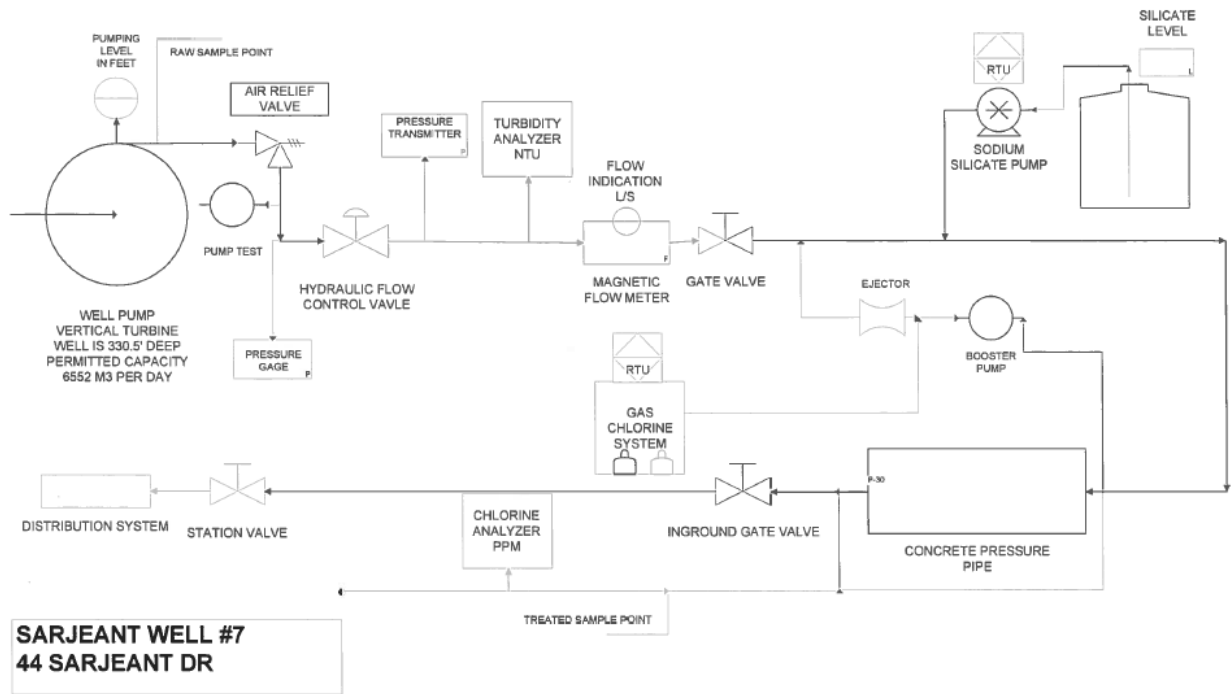 PUMPING
LEVEL
IN FEET
RAW SAMPLE POINT
AIR RELIEF
VALVE
PRESSURE
TRANSMITTER
P
TURBIDITY
ANALYZER
NTU
FLOW
INDICATION
L/S
F
RTU
SODIUM
SILICATE PUMP
SILICATE
LEVEL
L
PUMP TEST
HYDRAULIC FLOW
CONTROL VAVLE
MAGNETIC
FLOW METER
GATE VALVE
EJECTOR
BOOSTER
PUMP
WELL PUMP
VERTICAL TURBINE
WELL IS 330.5' DEEP
PERMITTED CAPACITY
6552 M3 PER DAY
PRESSURE
GAGE
P
RTU
GAS
CHLORINE
SYSTEM
P-30
CONCRETE PRESSURE
PIPE
DISTRIBUTION SYSTEM
STATION VALVE
CHLORINE
ANALYZER
PPM
INGROUND GATE VALVE
TREATED SAMPLE POINT
SARJEANT WELL #7
44 SARJEANT DR